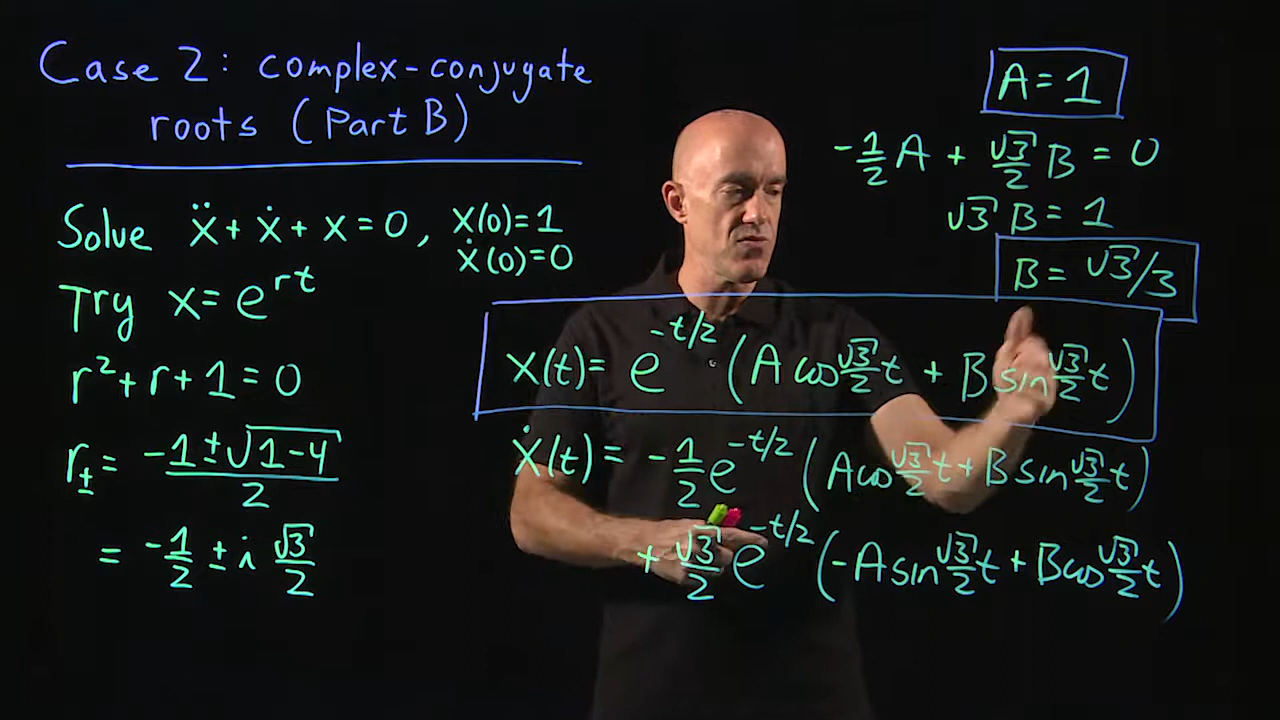 Case 2: complex-conjugate
roots (Part B)
Solve ẍ + ẋ + x = 0, x(0)=1
ẋ(0)=0
Try x = e^{rt}
r² + r + 1 = 0
r± = (-1 ± √(1-4))/2
= -1/2 ± i √3/2
A = 1
-1/2 A + √3/2 B = 0
√3 B = 1
B = √3/3
x(t) = e^{-t/2} (A cos √3/2 t + B sin √3/2 t)
ẋ(t) = -1/2 e^{-t/2} (A cos √3/2 t + B sin √3/2 t)
+ √3/2 e^{-t/2} (-A sin √3/2 t + B cos √3/2 t)